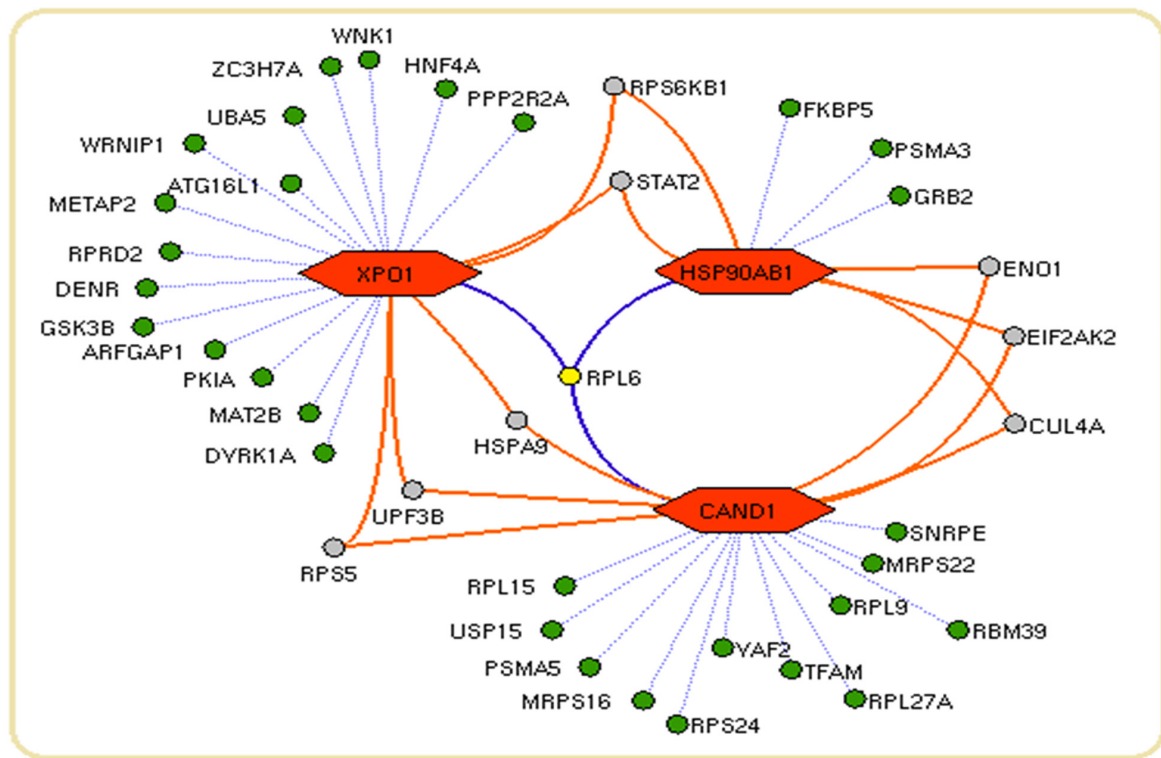 WNK1
ZC3H7A
HNF4A
RPS6KB1
PPP2R2A
FKBP5
UBA5
WRNIP1
PSMA3
ATG16L1
STAT2
GRB2
METAP2
RPRD2
XPO1
HSP90AB1
ENO1
DENR
GSK3B
EIF2AK2
ARFGAP1
PKIA
RPL6
MAT2B
HSPA9
CUL4A
DYRK1A
UPF3B
CAND1
SNRPE
RPS5
MRPS22
RPL15
RPL9
USP15
RBM39
YAF2
PSMA5
TFAM
MRPS16
RPL27A
RPS24